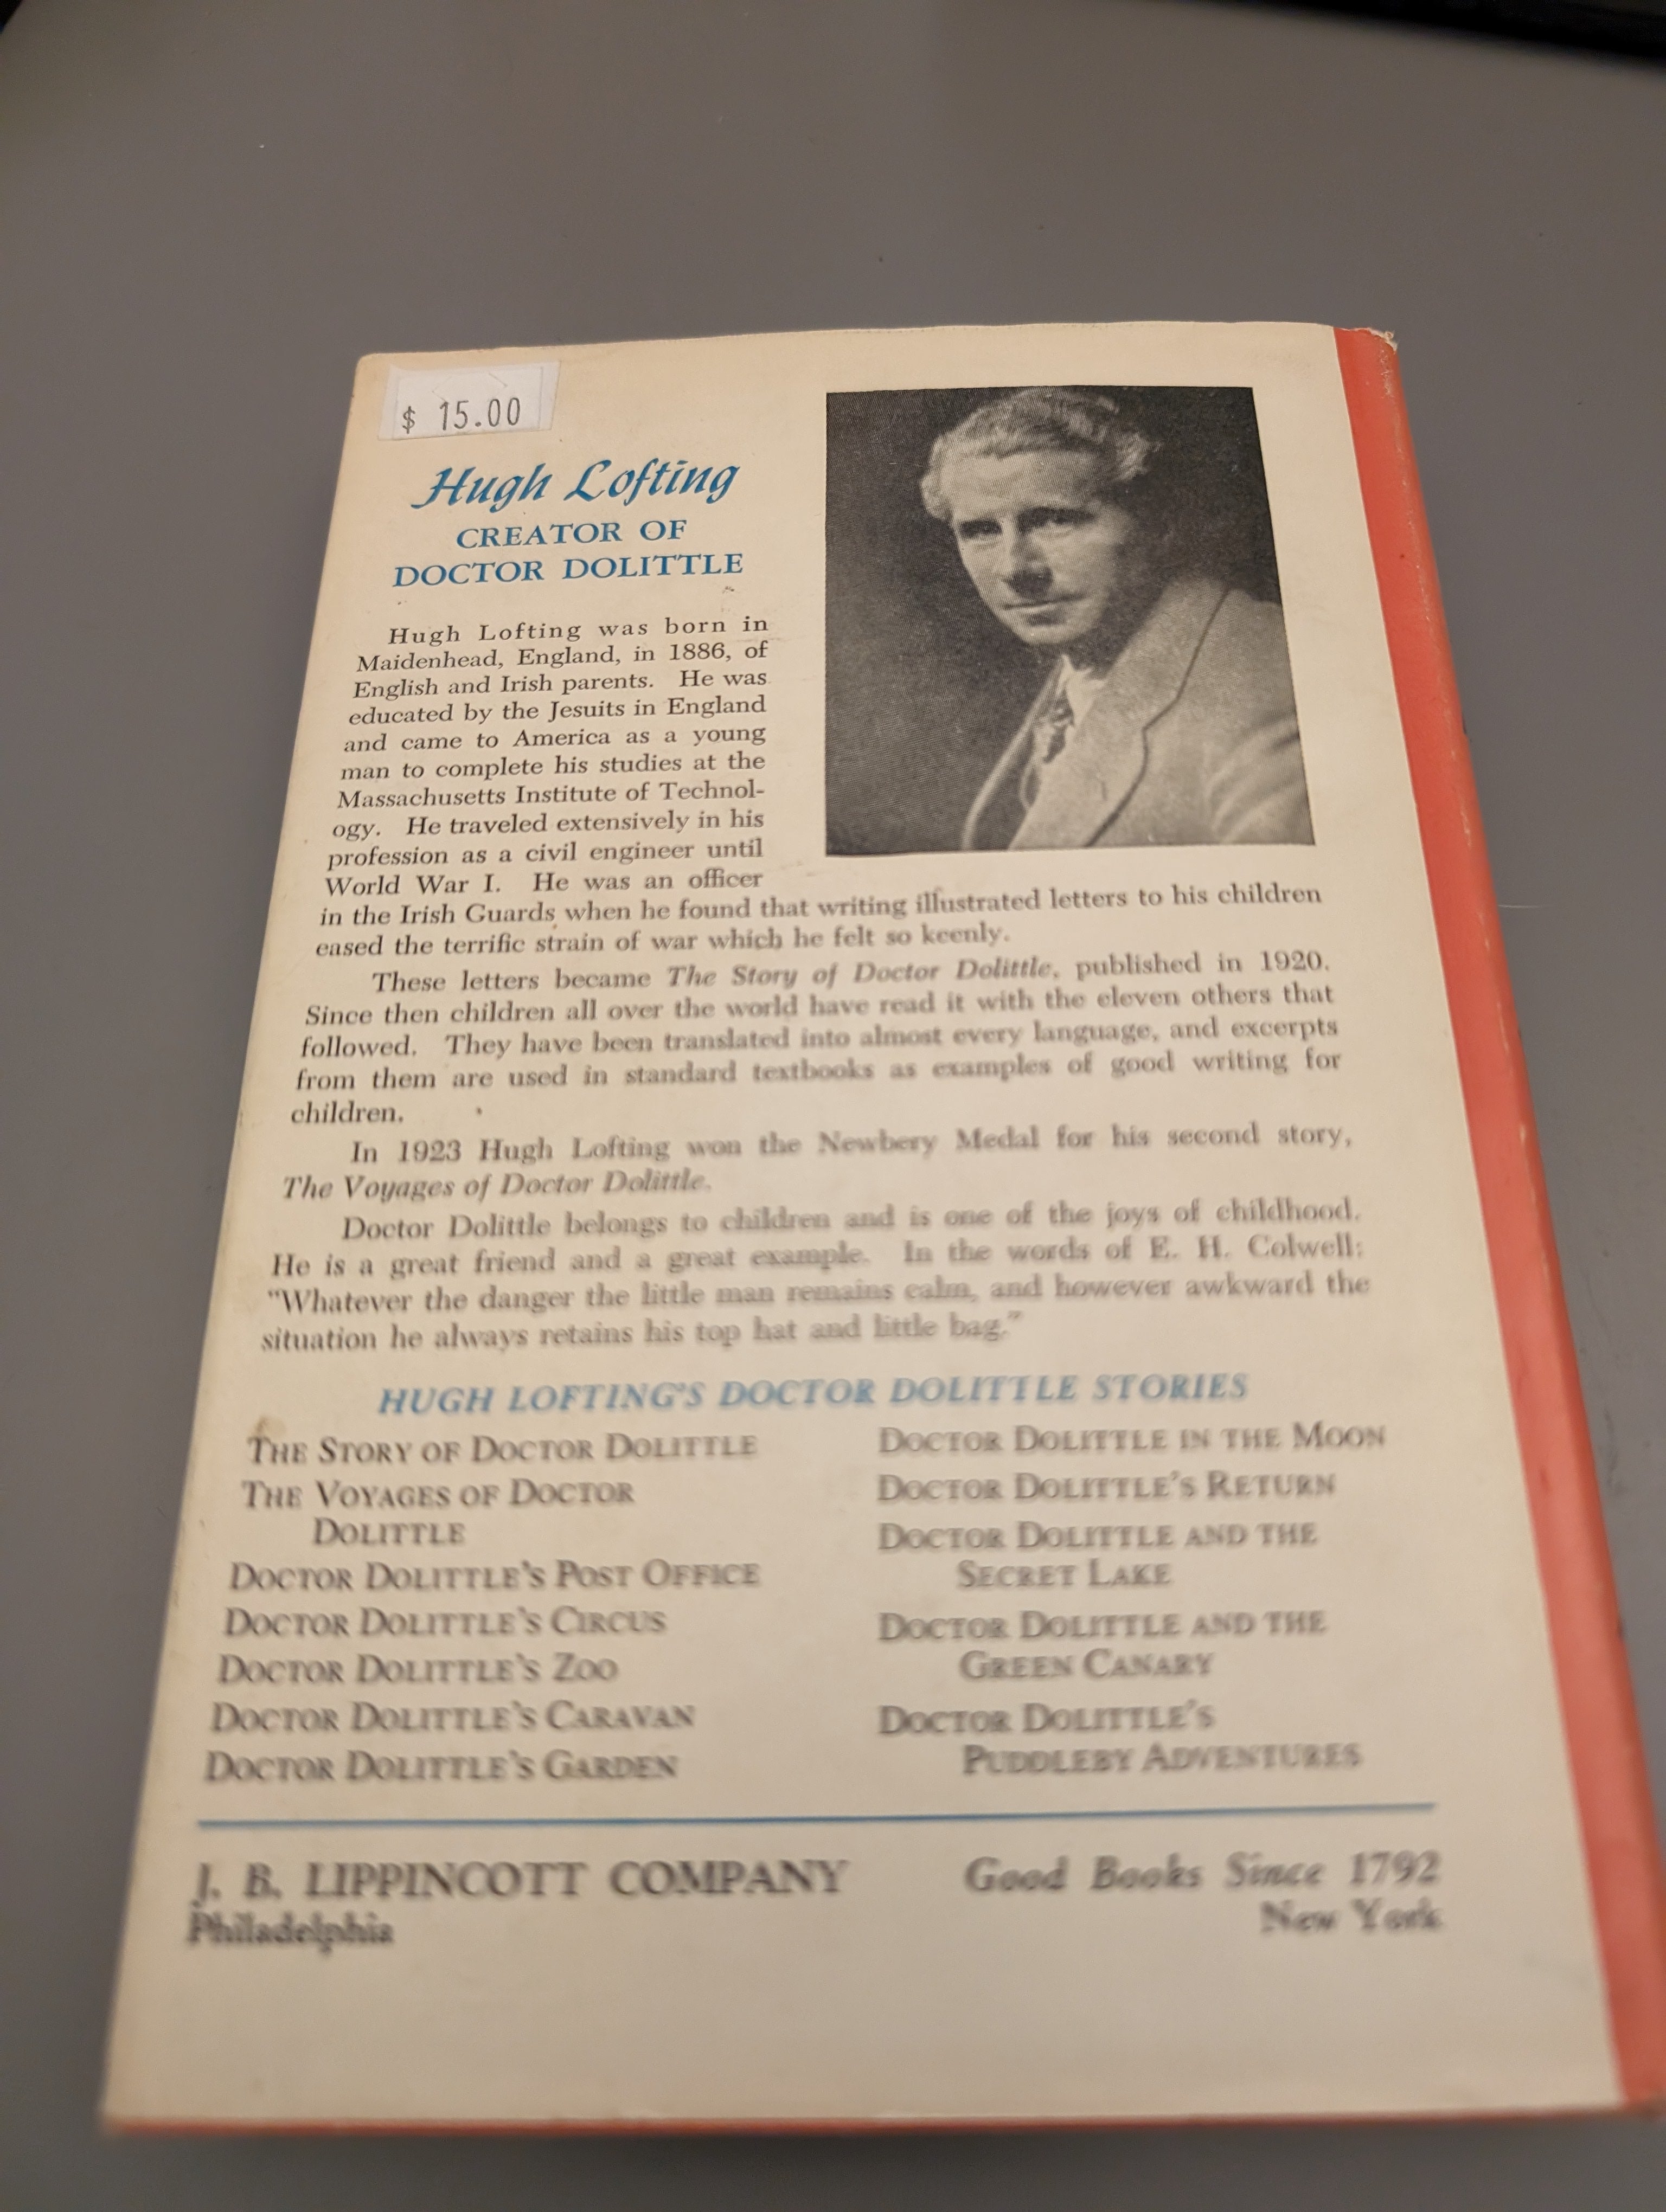 $ 15.00
Hugh Lofting
CREATOR OF
DOCTOR DOLITTLE
Hugh Lofting was born in
Maidenhead, England, in 1886, of
English and Irish parents. He was
educated by the Jesuits in England
and came to America as a young
man to complete his studies at the
Massachusetts Institute of Technol-
ogy. He traveled extensively in his
profession as a civil engineer until
World War I. He was an officer
in the Irish Guards when he found that writing illustrated letters to his children
eased the terrific strain of war which he felt so keenly.
These letters became The Story of Doctor Dolittle, published in 1920.
Since then children all over the world have read it with the eleven others that
followed. They have been translated into almost every language, and excerpts
from them are used in standard textbooks as examples of good writing for
children.
In 1923 Hugh Lofting won the Newbery Medal for his second story,
The Voyages of Doctor Dolittle.
Doctor Dolittle belongs to children and is one of the joys of childhood.
He is a great friend and a great example. In the words of E. H. Colwell:
"Whatever the danger the little man remains calm, and however awkward the
situation he always retains his top hat and little bag."
HUGH LOFTING'S DOCTOR DOLITTLE STORIES
THE STORY OF DOCTOR DOLITTLE
THE VOYAGES OF DOCTOR
DOLITTLE
DOCTOR DOLITTLE'S POST OFFICE
DOCTOR DOLITTLE'S CIRCUS
DOCTOR DOLITTLE'S ZOO
DOCTOR DOLITTLE'S CARAVAN
DOCTOR DOLITTLE'S GARDEN
DOCTOR DOLITTLE IN THE MOON
DOCTOR DOLITTLE'S RETURN
DOCTOR DOLITTLE AND THE
SECRET LAKE
DOCTOR DOLITTLE AND THE
GREEN CANARY
DOCTOR DOLITTLE'S
PUDDLEBY ADVENTURES
J. B. LIPPINCOTT COMPANY
Philadelphia
Good Books Since 1792
New York